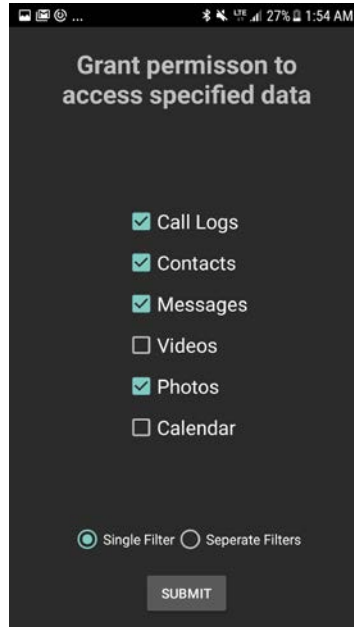 ... LTE 27% 1:54 AM
Grant permisson to
access specified data
Call Logs
Contacts
Messages
Videos
Photos
Calendar
Single Filter Seperate Filters
SUBMIT